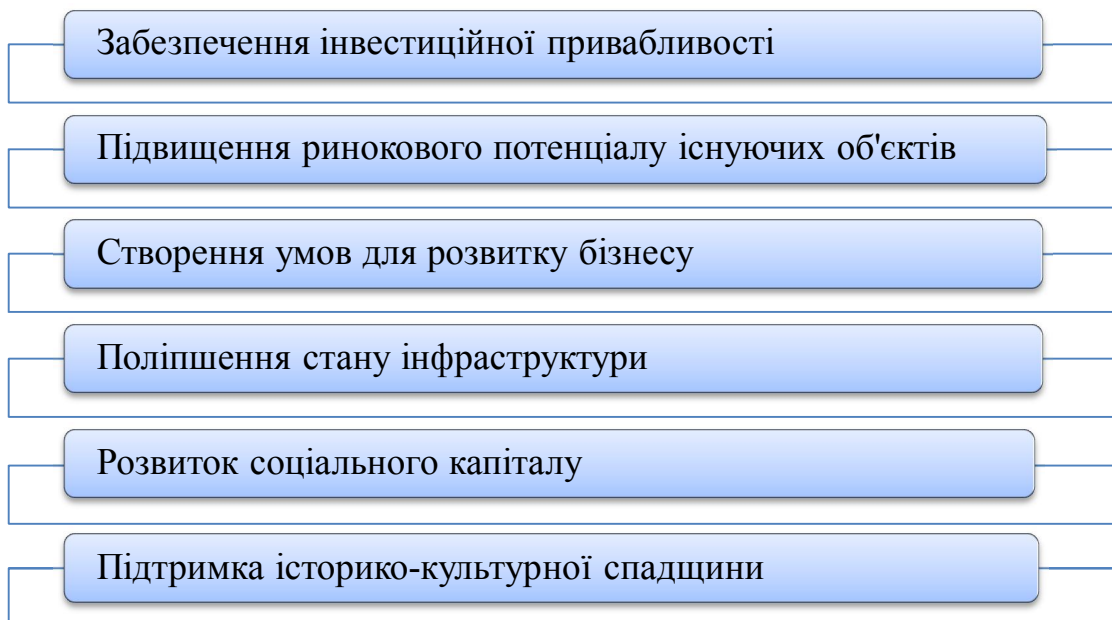 Забезпечення інвестиційної привабливості
Підвищення ринокового потенціалу існуючих об'єктів
Створення умов для розвитку бізнесу
Поліпшення стану інфраструктури
Розвиток соціального капіталу
Підтримка історико-культурної спадщини